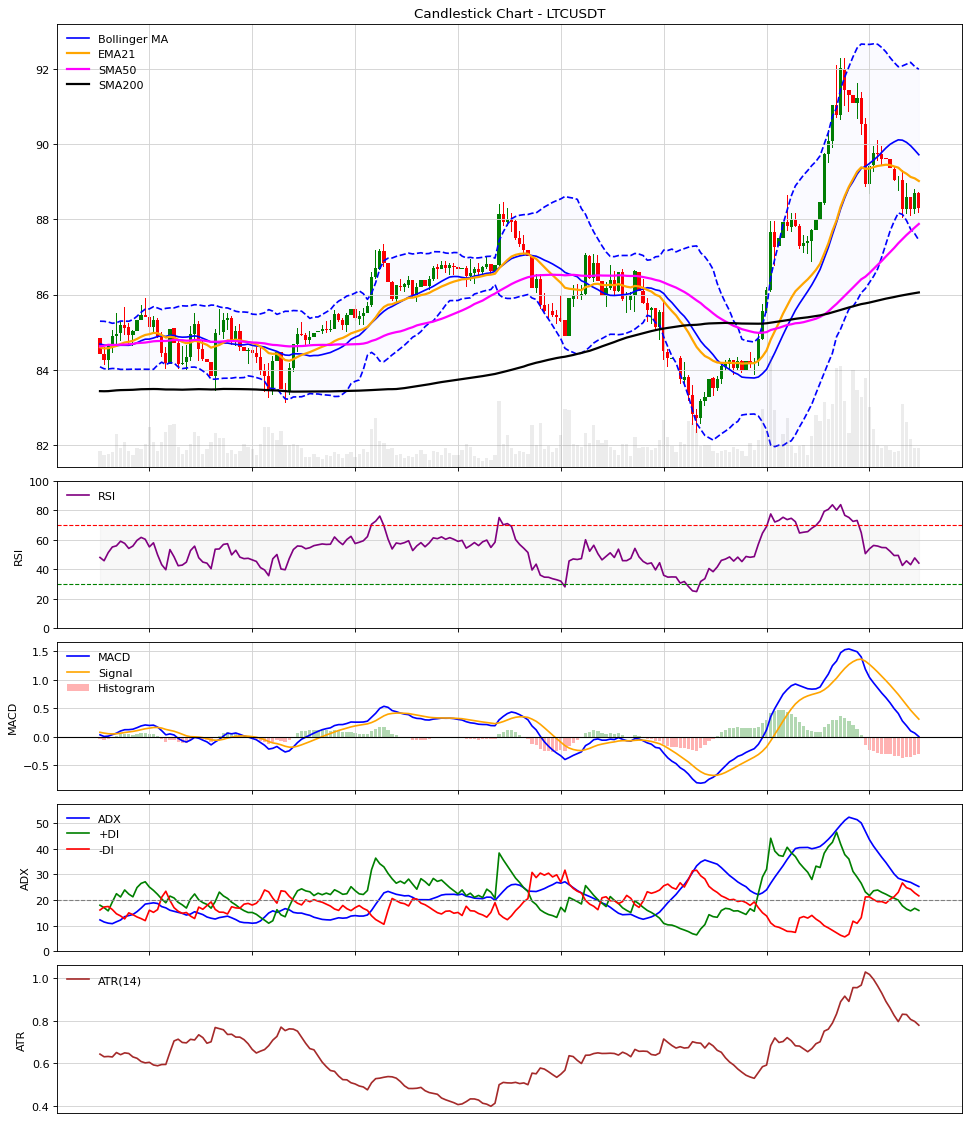 Candlestick Chart - LTCUSDT
Bollinger MA
EMA21
SMA50
SMA200
92
90
88
86
84
82
RSI
RSI
100
80
60
40
20
0
MACD
Signal
Histogram
MACD
1.5
1.0
0.5
0.0
−0.5
ADX
+DI
-DI
ADX
50
40
30
20
10
0
ATR(14)
ATR
1.0
0.8
0.6
0.4